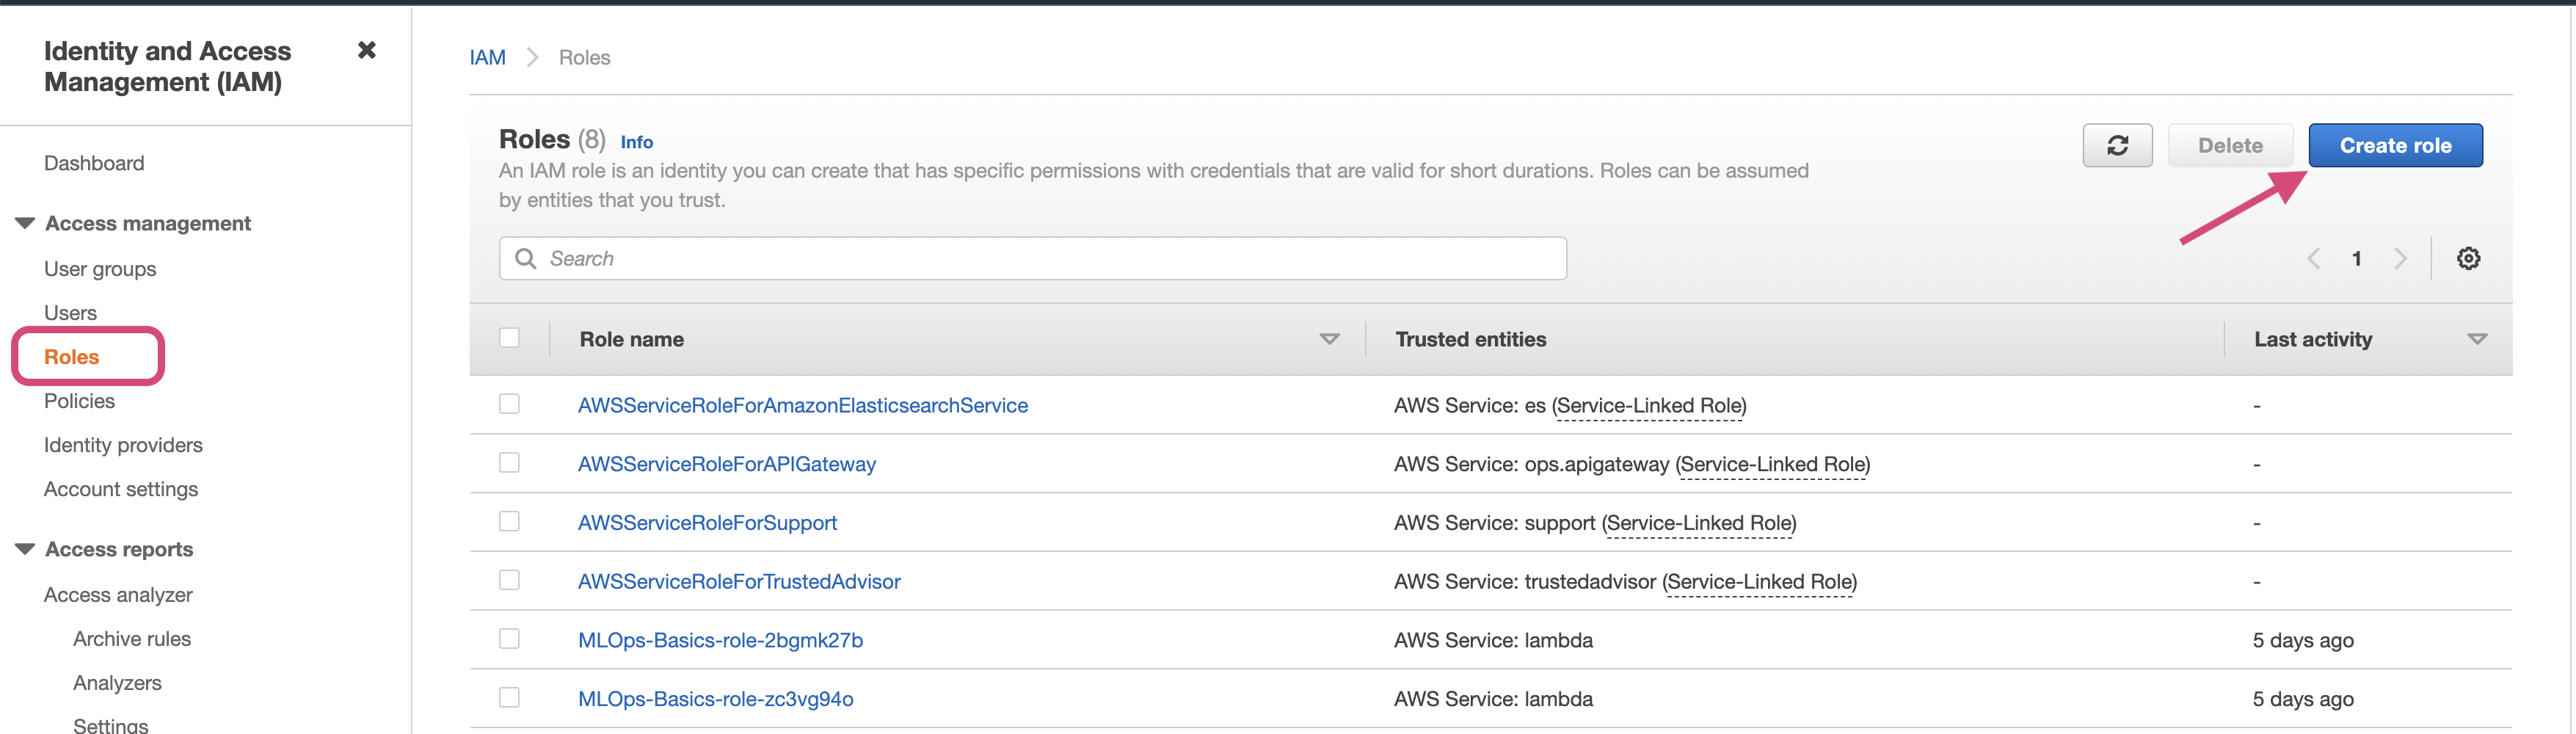 Identity and Access
Management (IAM)
Dashboard
Access management
User groups
Users
Roles
Policies
Identity providers
Account settings
Access reports
Access analyzer
Archive rules
Analyzers
Settings
IAM Roles
Roles (8) Info
An IAM role is an identity you can create that has specific permissions with credentials that are valid for short durations. Roles can be assumed
by entities that you trust.
Delete
Create role
Search
1
Role name Trusted entities Last activity
AWSServiceRoleForAmazonElasticsearchService AWS Service: es (Service-Linked Role) -
AWSServiceRoleForAPIGateway AWS Service: ops.apigateway (Service-Linked Role) -
AWSServiceRoleForSupport AWS Service: support (Service-Linked Role) -
AWSServiceRoleForTrustedAdvisor AWS Service: trustedadvisor (Service-Linked Role) -
MLOps-Basics-role-2bgmk27b AWS Service: lambda 5 days ago
MLOps-Basics-role-zc3vg94o AWS Service: lambda 5 days ago